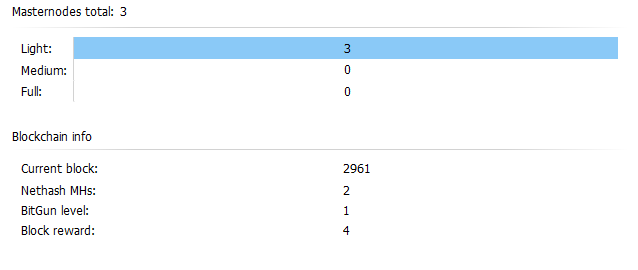 Masternodes total: 3
Light: 3
Medium: 0
Full: 0
Blockchain info
Current block: 2961
Nethash MHs: 2
BitGun level: 1
Block reward: 4